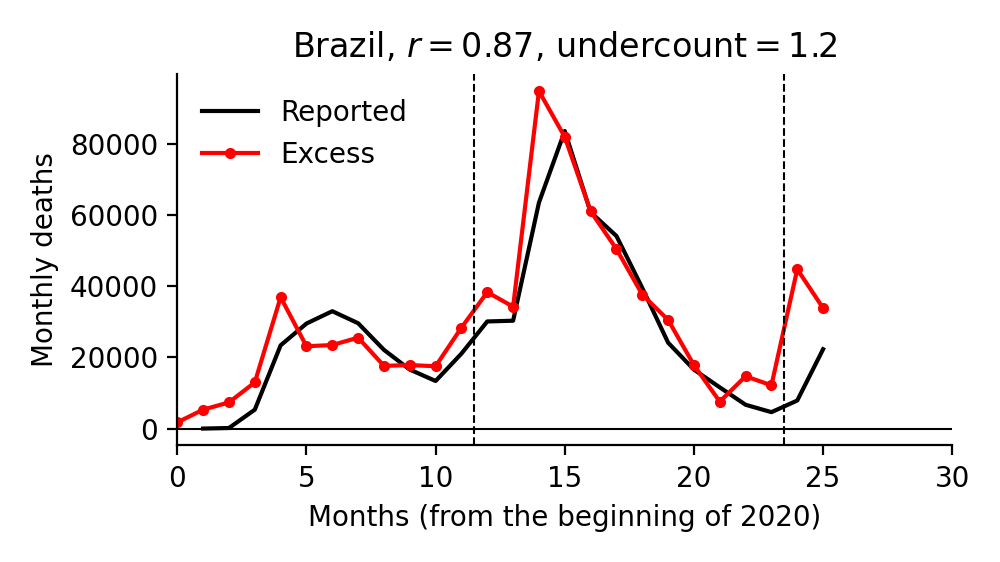 Brazil, r = 0.87, undercount = 1.2
Reported
Excess
Monthly deaths
80000
60000
40000
20000
0
0 5 10 15 20 25 30
Months (from the beginning of 2020)